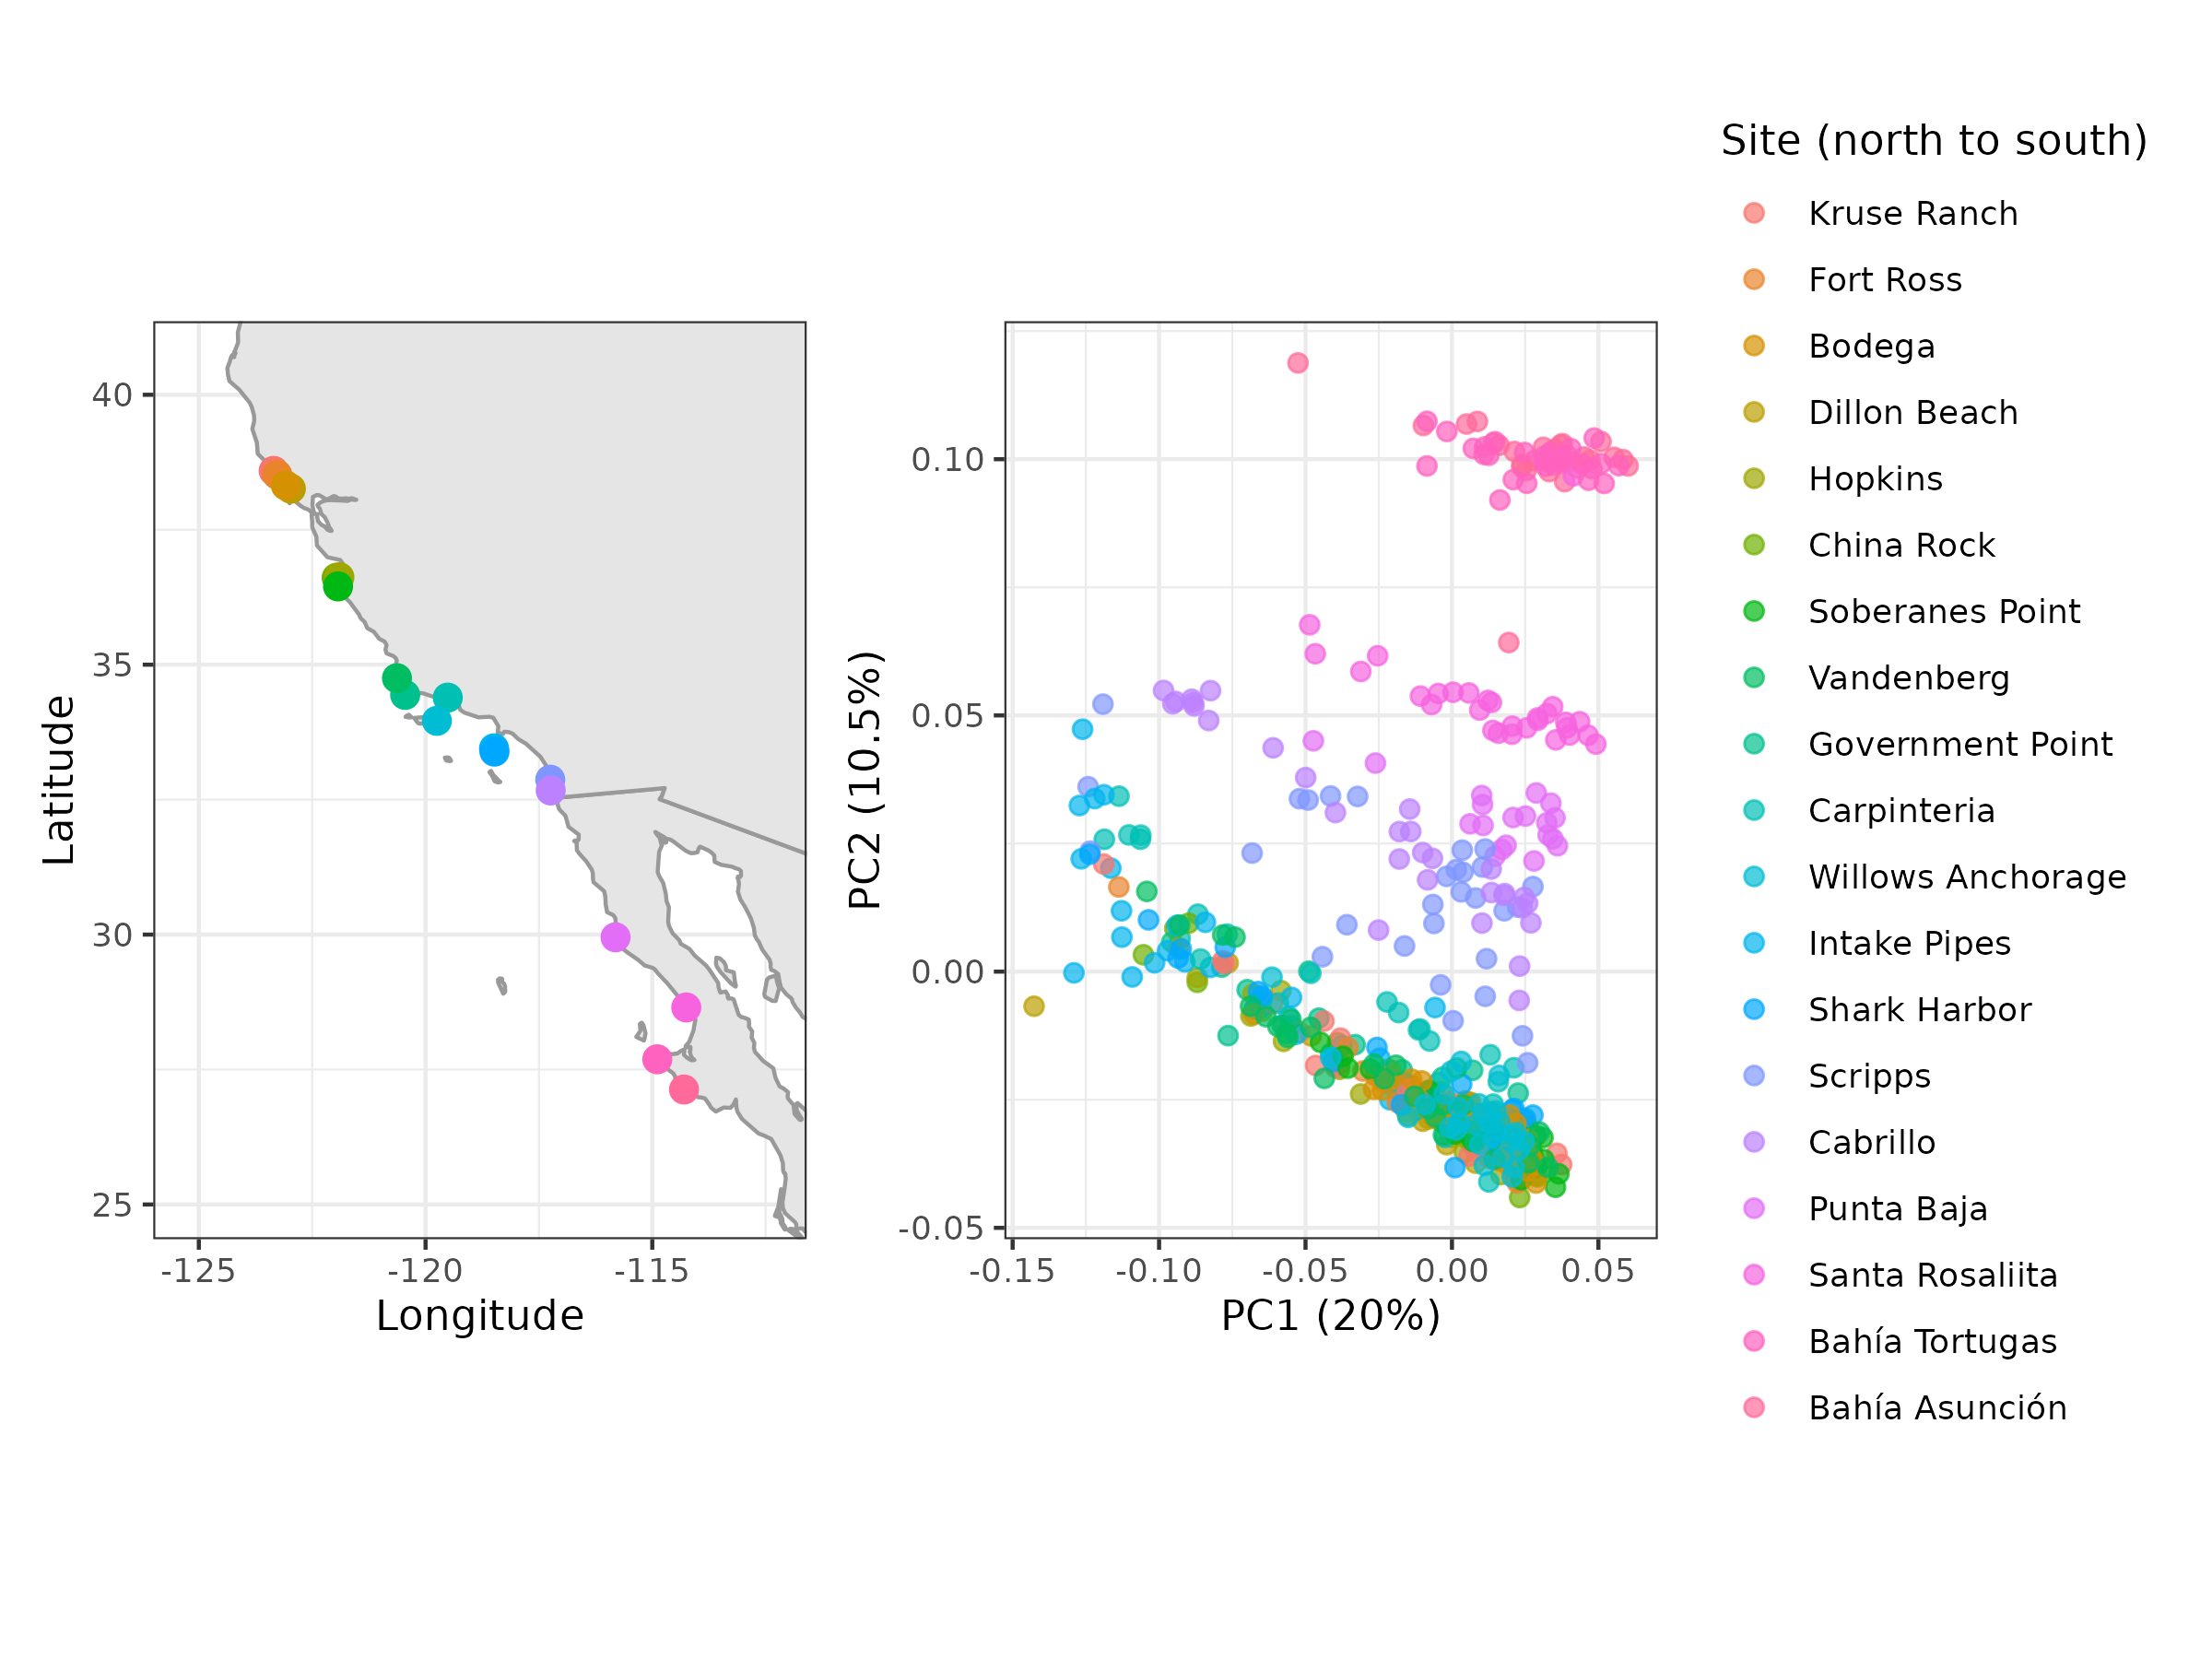 Site (north to south)
Kruse Ranch
Fort Ross
Bodega
Dillon Beach
Hopkins
China Rock
Soberanes Point
Vandenberg
Government Point
Carpinteria
Willows Anchorage
Intake Pipes
Shark Harbor
Scripps
Cabrillo
Punta Baja
Santa Rosaliita
Bahía Tortugas
Bahía Asunción
Latitude
40
35
30
25
-125 -120 -115
Longitude
PC2 (10.5%)
0.10
0.05
0.00
-0.05
-0.15 -0.10 -0.05 0.00 0.05
PC1 (20%)